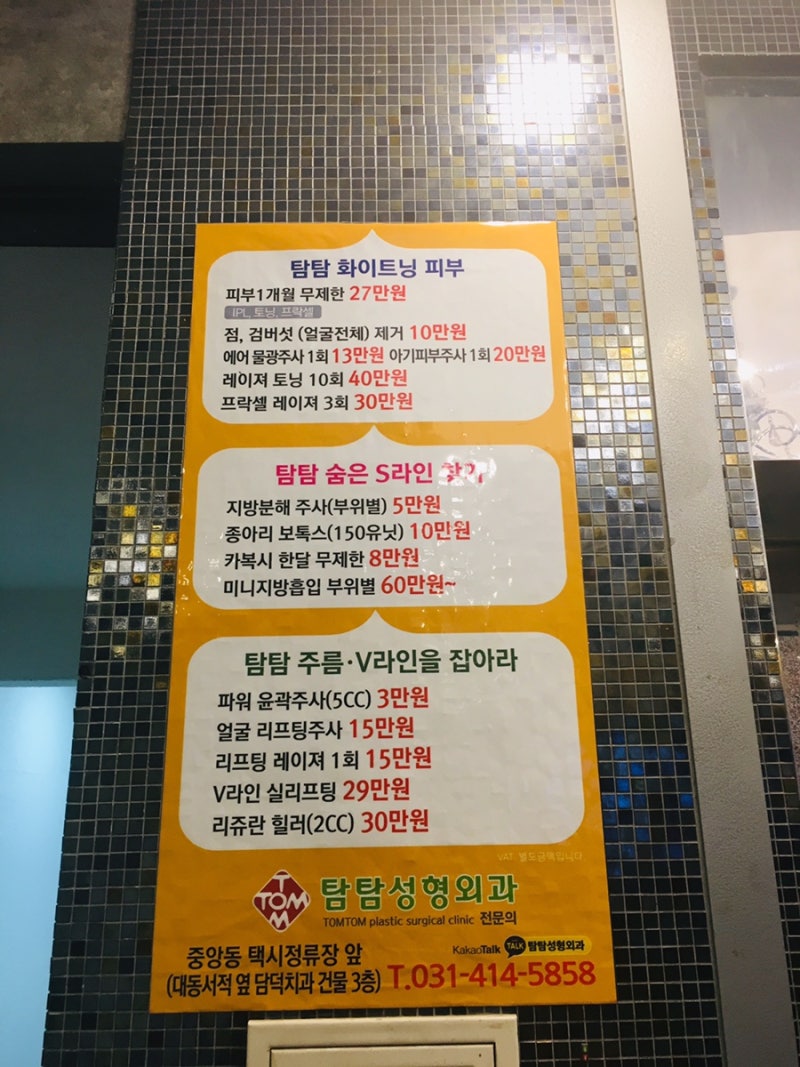 탐탐 화이트닝 피부
피부1개월 무제한 27만원
IPL, 토닝, 프락셀
점, 검버섯 (얼굴전체) 제거 10만원
에어 물광주사 1회 13만원 아기피부주사 1회 20만원
레이져 토닝 10회 40만원
프락셀 레이져 3회 30만원
탐탐 숨은 S라인 찾기
지방분해 주사(부위별) 5만원
종아리 보톡스(150유닛) 10만원
카복시 한달 무제한 8만원
미니지방흡입 부위별 60만원~
탐탐 주름·V라인을 잡아라
파워 윤곽주사(5CC) 3만원
얼굴 리프팅주사 15만원
리프팅 레이져 1회 15만원
V라인 실리프팅 29만원
리쥬란 힐러(2CC) 30만원
VAT. 별도금액입니다.
TOM TOM 탐탐성형외과
TOMTOM plastic surgical clinic 전문의
KakaoTalk TALK 탐탐성형외과
중앙동 택시정류장 앞
(대동서적 옆 담덕치과 건물 3층) T.031-414-5858